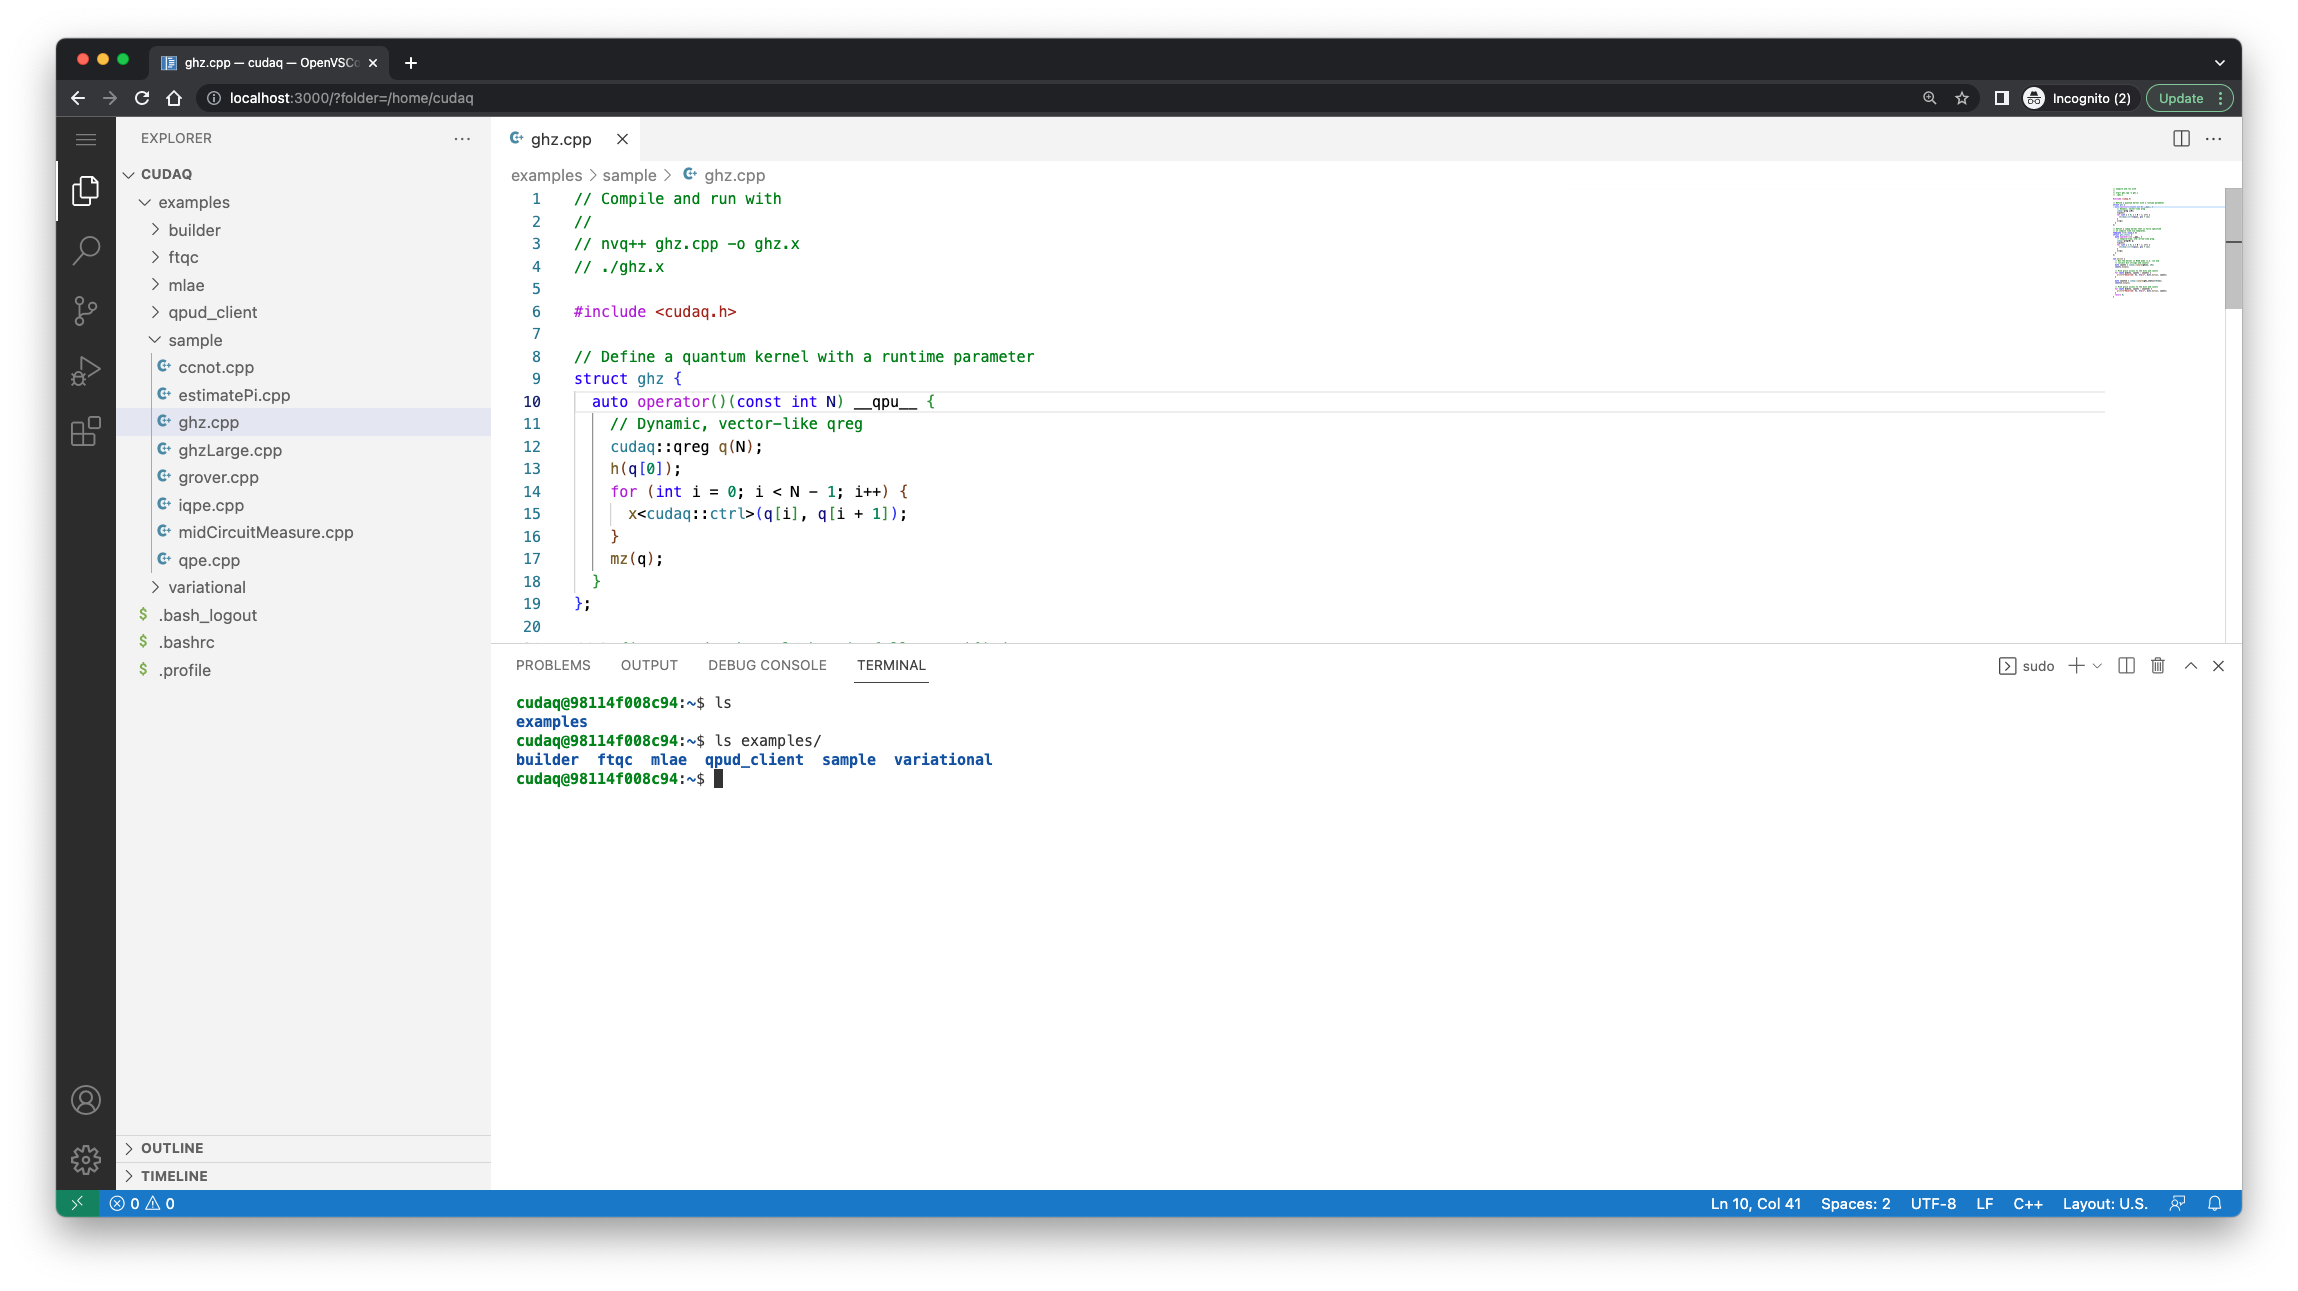 ghz.cpp — cudaq — OpenVSCo
localhost:3000/?folder=/home/cudaq
Incognito (2)
Update
EXPLORER
CUDAQ
examples
builder
ftqc
mlae
qpud_client
sample
ccnot.cpp
estimatePi.cpp
ghz.cpp
ghzLarge.cpp
grover.cpp
iqpe.cpp
midCircuitMeasure.cpp
qpe.cpp
variational
$ .bash_logout
$ .bashrc
$ .profile
OUTLINE
TIMELINE
ghz.cpp
examples > sample > ghz.cpp
1 // Compile and run with
2 //
3 // nvq++ ghz.cpp -o ghz.x
4 // ./ghz.x
5
6 #include <cudaq.h>
7
8 // Define a quantum kernel with a runtime parameter
9 struct ghz {
10 auto operator()(const int N) __qpu__ {
11 // Dynamic, vector-like qreg
12 cudaq::qreg q(N);
13 h(q[0]);
14 for (int i = 0; i < N - 1; i++) {
15 x<cudaq::ctrl>(q[i], q[i + 1]);
16 }
17 mz(q);
18 }
19 };
20
PROBLEMS OUTPUT DEBUG CONSOLE TERMINAL
sudo
cudaq@98114f008c94:~$ ls
examples
cudaq@98114f008c94:~$ ls examples/
builder ftqc mlae qpud_client sample variational
cudaq@98114f008c94:~$
0 0
Ln 10, Col 41 Spaces: 2 UTF-8 LF C++ Layout: U.S.